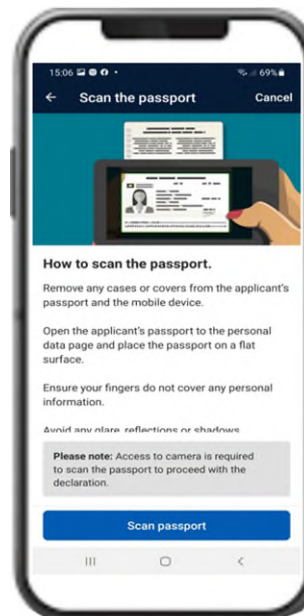 15:06 69%
Scan the passport Cancel
How to scan the passport.
Remove any cases or covers from the applicant's
passport and the mobile device.
Open the applicant's passport to the personal
data page and place the passport on a flat
surface.
Ensure your fingers do not cover any personal
information.
Avoid any glare, reflections or shadows
Please note: Access to camera is required
to scan the passport to proceed with the
declaration.
Scan passport